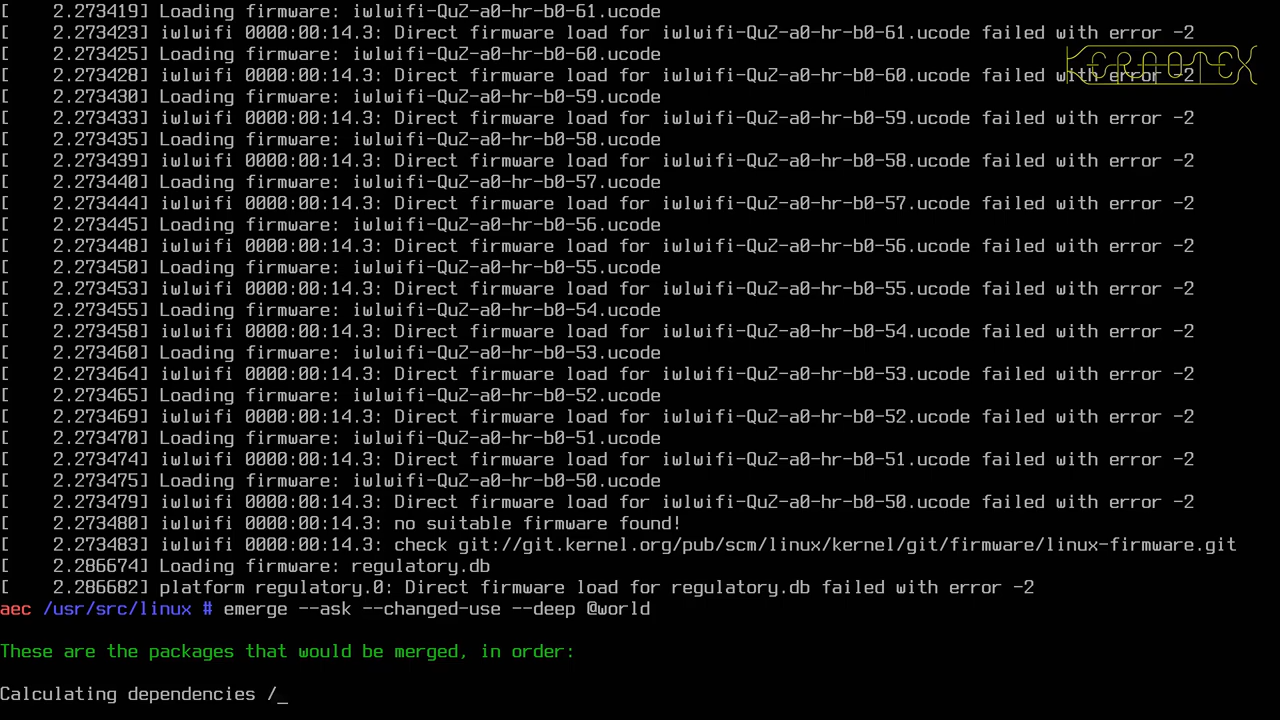 [    2.273419] Loading firmware: iwlwifi-QuZ-a0-hr-b0-61.ucode
[    2.273423] iwlwifi 0000:00:14.3: Direct firmware load for iwlwifi-QuZ-a0-hr-b0-61.ucode failed with error -2
[    2.273425] Loading firmware: iwlwifi-QuZ-a0-hr-b0-60.ucode
[    2.273428] iwlwifi 0000:00:14.3: Direct firmware load for iwlwifi-QuZ-a0-hr-b0-60.ucode failed with error -2
KERNOTEX
[    2.273430] Loading firmware: iwlwifi-QuZ-a0-hr-b0-59.ucode
[    2.273433] iwlwifi 0000:00:14.3: Direct firmware load for iwlwifi-QuZ-a0-hr-b0-59.ucode failed with error -2
[    2.273435] Loading firmware: iwlwifi-QuZ-a0-hr-b0-58.ucode
[    2.273439] iwlwifi 0000:00:14.3: Direct firmware load for iwlwifi-QuZ-a0-hr-b0-58.ucode failed with error -2
[    2.273440] Loading firmware: iwlwifi-QuZ-a0-hr-b0-57.ucode
[    2.273444] iwlwifi 0000:00:14.3: Direct firmware load for iwlwifi-QuZ-a0-hr-b0-57.ucode failed with error -2
[    2.273445] Loading firmware: iwlwifi-QuZ-a0-hr-b0-56.ucode
[    2.273448] iwlwifi 0000:00:14.3: Direct firmware load for iwlwifi-QuZ-a0-hr-b0-56.ucode failed with error -2
[    2.273450] Loading firmware: iwlwifi-QuZ-a0-hr-b0-55.ucode
[    2.273453] iwlwifi 0000:00:14.3: Direct firmware load for iwlwifi-QuZ-a0-hr-b0-55.ucode failed with error -2
[    2.273455] Loading firmware: iwlwifi-QuZ-a0-hr-b0-54.ucode
[    2.273458] iwlwifi 0000:00:14.3: Direct firmware load for iwlwifi-QuZ-a0-hr-b0-54.ucode failed with error -2
[    2.273460] Loading firmware: iwlwifi-QuZ-a0-hr-b0-53.ucode
[    2.273464] iwlwifi 0000:00:14.3: Direct firmware load for iwlwifi-QuZ-a0-hr-b0-53.ucode failed with error -2
[    2.273465] Loading firmware: iwlwifi-QuZ-a0-hr-b0-52.ucode
[    2.273469] iwlwifi 0000:00:14.3: Direct firmware load for iwlwifi-QuZ-a0-hr-b0-52.ucode failed with error -2
[    2.273470] Loading firmware: iwlwifi-QuZ-a0-hr-b0-51.ucode
[    2.273474] iwlwifi 0000:00:14.3: Direct firmware load for iwlwifi-QuZ-a0-hr-b0-51.ucode failed with error -2
[    2.273475] Loading firmware: iwlwifi-QuZ-a0-hr-b0-50.ucode
[    2.273479] iwlwifi 0000:00:14.3: Direct firmware load for iwlwifi-QuZ-a0-hr-b0-50.ucode failed with error -2
[    2.273480] iwlwifi 0000:00:14.3: no suitable firmware found!
[    2.273483] iwlwifi 0000:00:14.3: check git://git.kernel.org/pub/scm/linux/kernel/git/firmware/linux-firmware.git
[    2.286674] Loading firmware: regulatory.db
[    2.286682] platform regulatory.0: Direct firmware load for regulatory.db failed with error -2
aec /usr/src/linux # emerge --ask --changed-use --deep @world
These are the packages that would be merged, in order:
Calculating dependencies /_